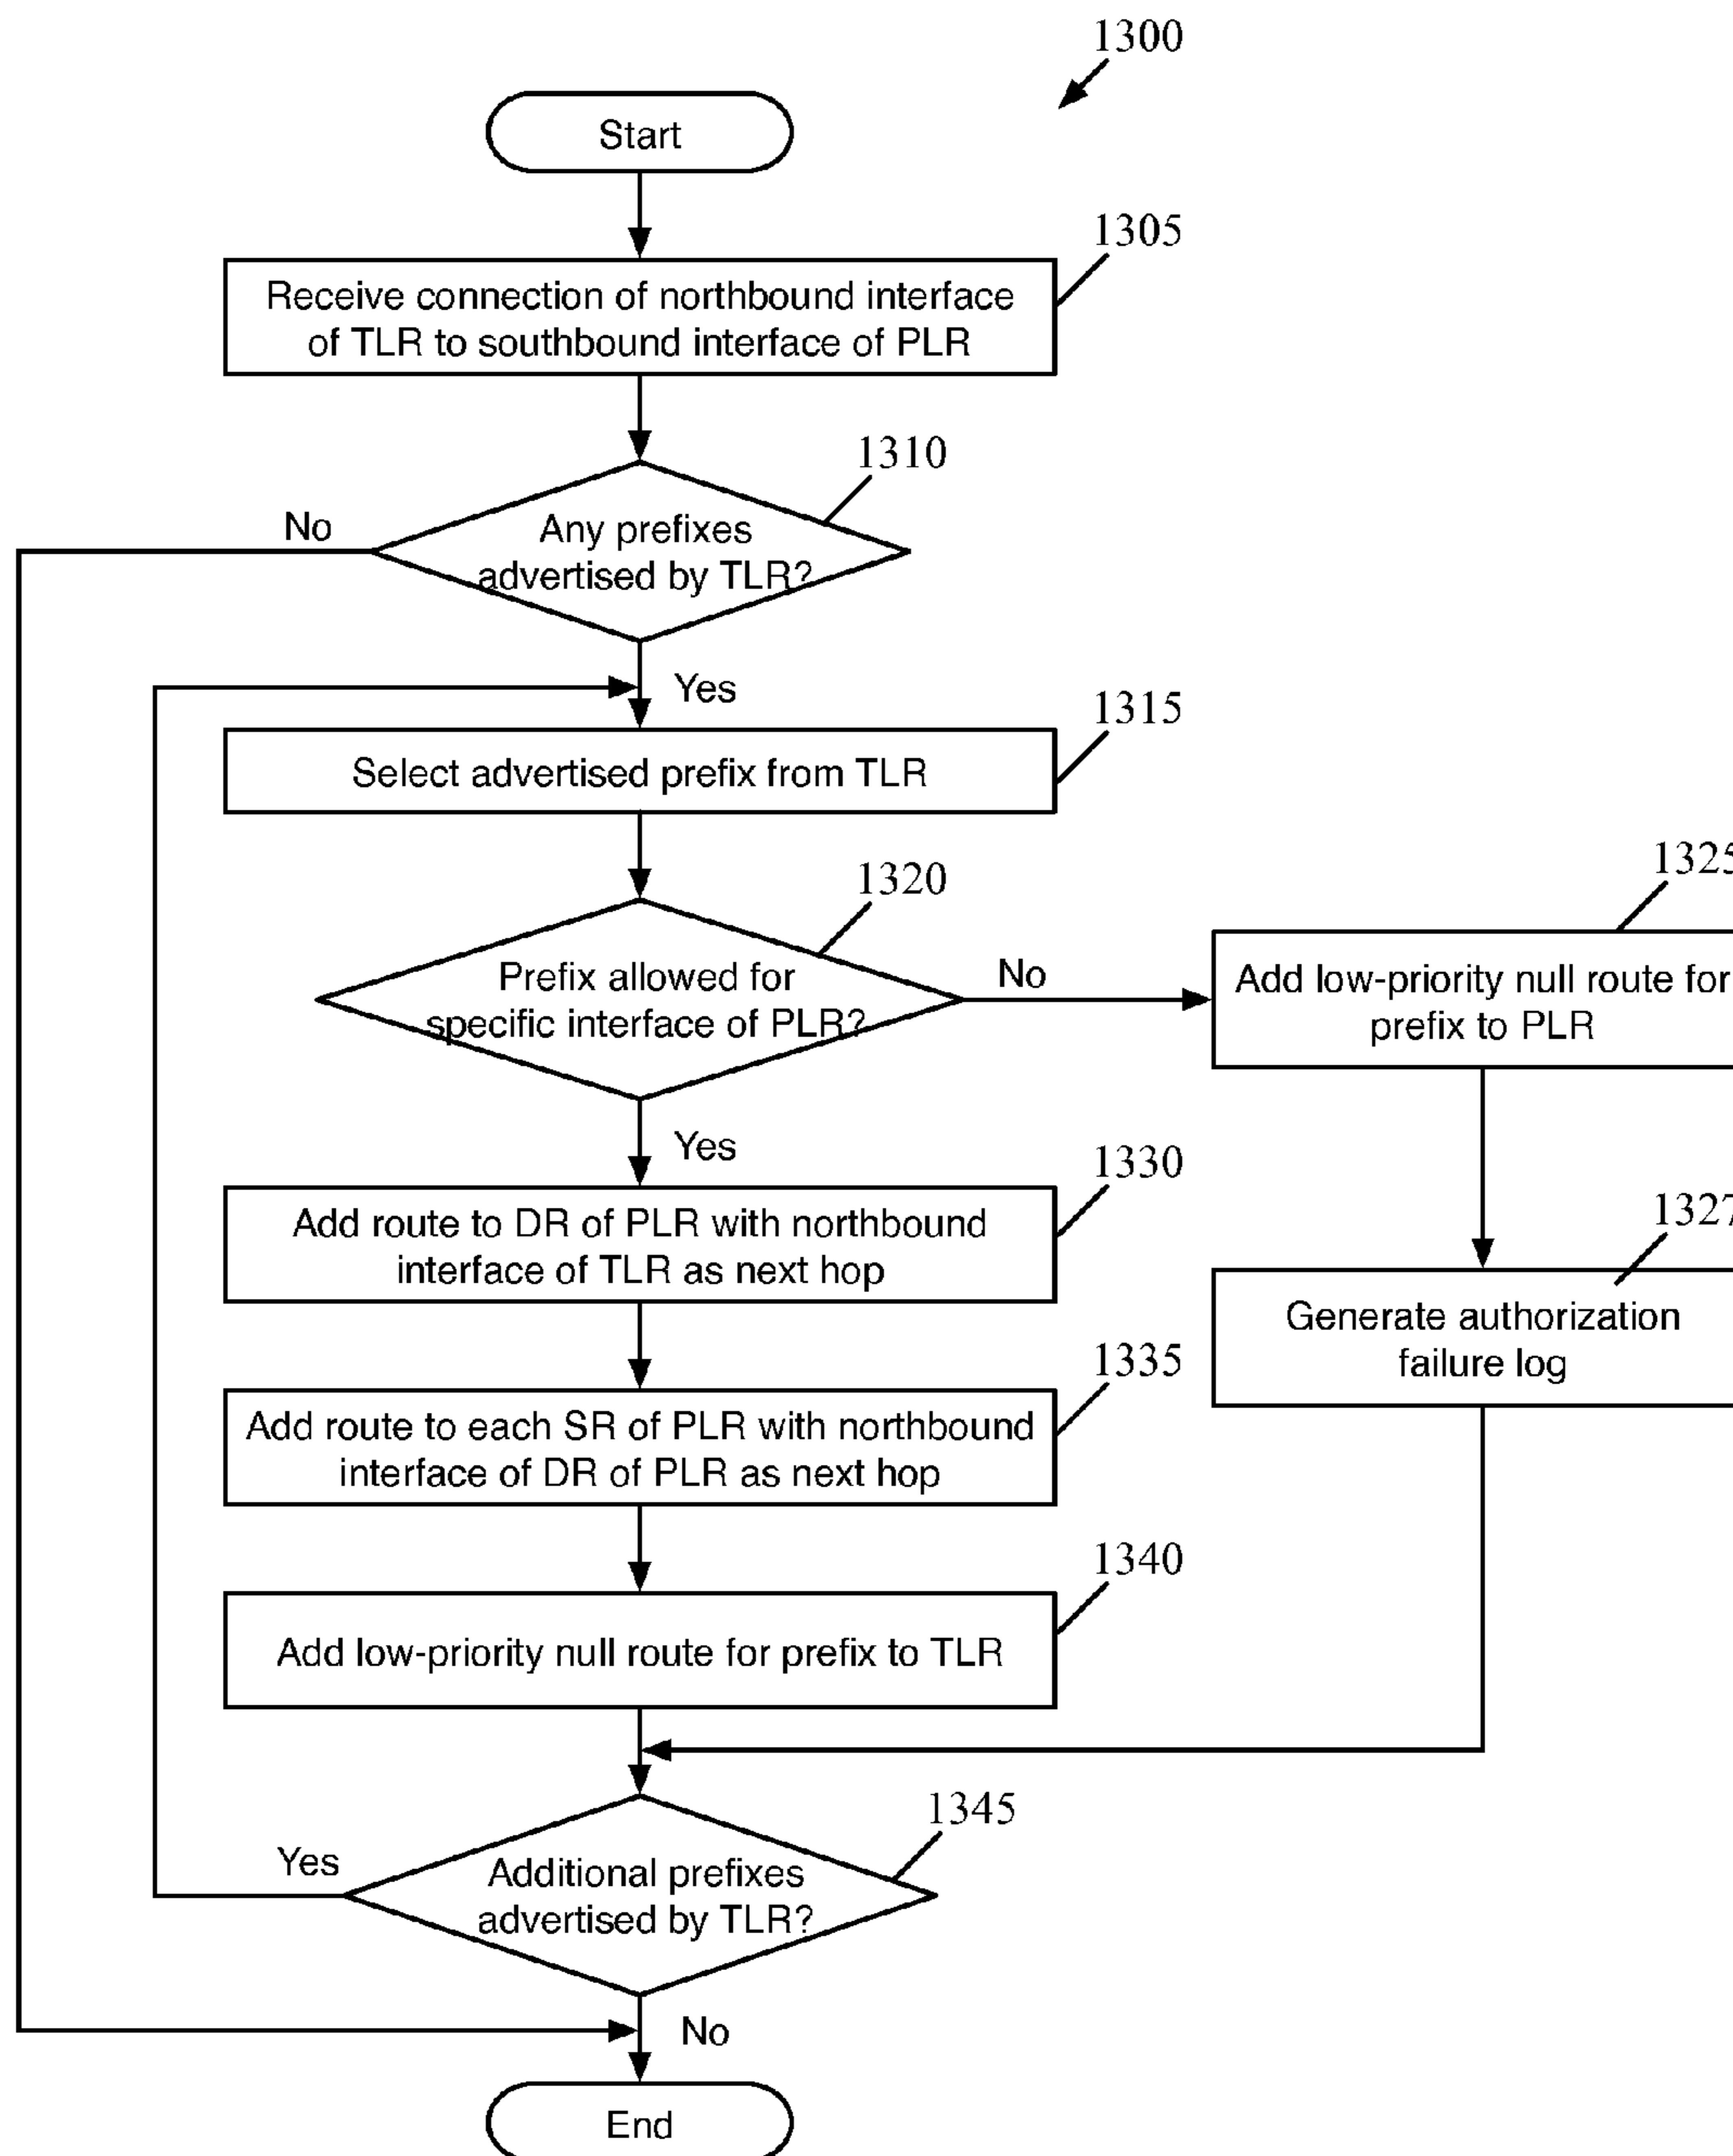 1300
Start
1305
Receive connection of northbound interface
of TLR to southbound interface of PLR
1310
No
Any prefixes
advertised by TLR?
Yes
1315
Select advertised prefix from TLR
1320
1325
Prefix allowed for
specific interface of PLR?
No
Add low-priority null route for
prefix to PLR
Yes
1330
Add route to DR of PLR with northbound
interface of TLR as next hop
1327
Generate authorization
failure log
1335
Add route to each SR of PLR with northbound
interface of DR of PLR as next hop
1340
Add low-priority null route for prefix to TLR
1345
Yes
Additional prefixes
advertised by TLR?
No
End